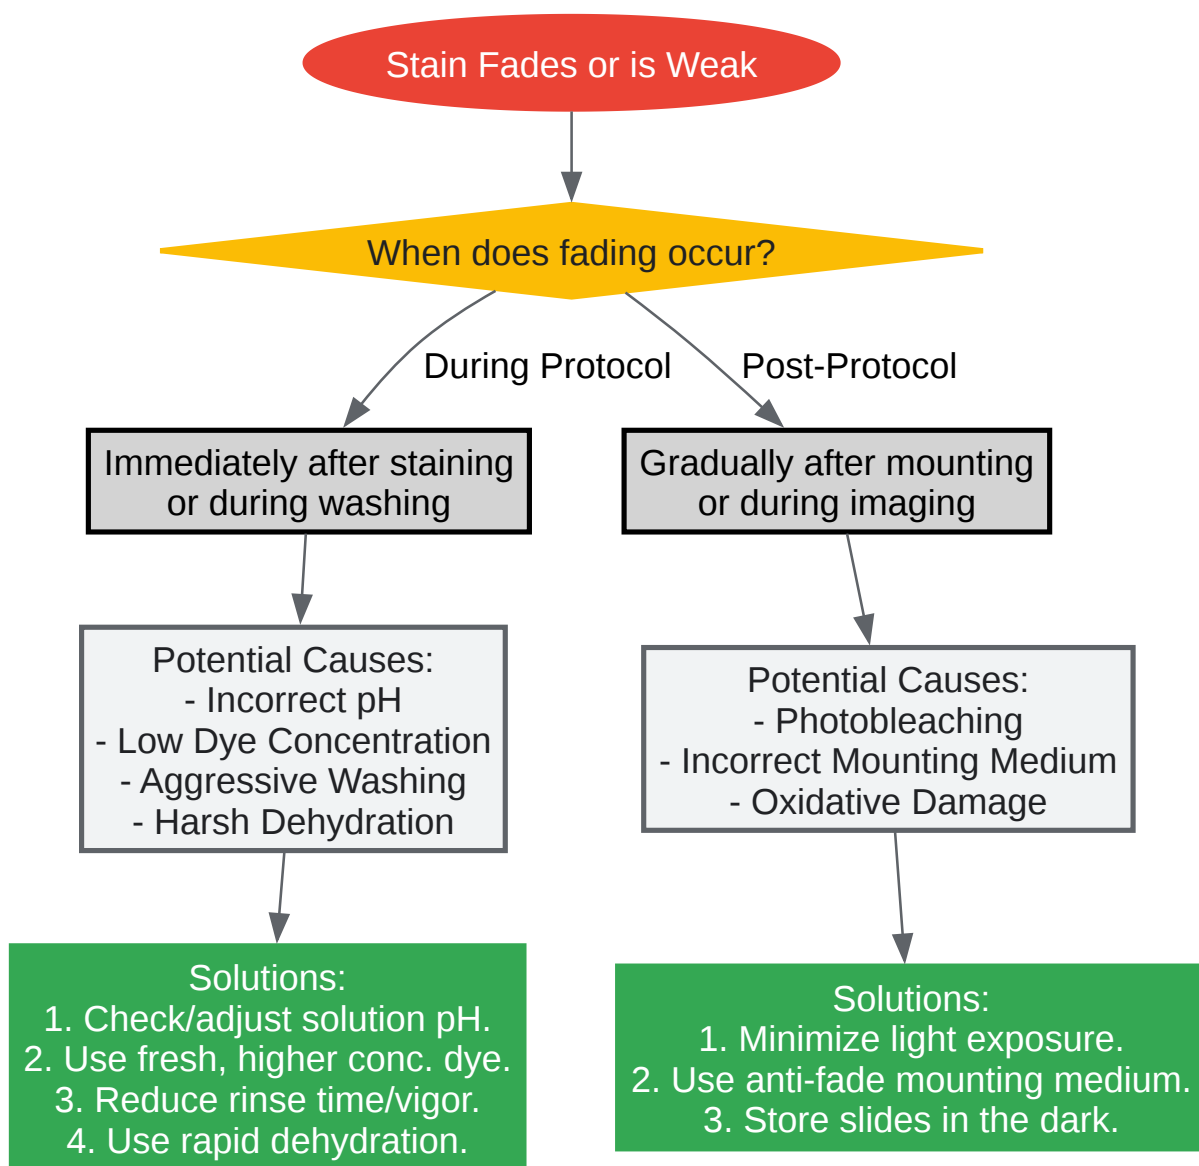 Stain Fades or is Weak
When does fading occur?
During Protocol
Post-Protocol
Immediately after staining
or during washing
Gradually after mounting
or during imaging
Potential Causes:
- Incorrect pH
- Low Dye Concentration
- Aggressive Washing
- Harsh Dehydration
Potential Causes:
- Photobleaching
- Incorrect Mounting Medium
- Oxidative Damage
Solutions:
1. Check/adjust solution pH.
2. Use fresh, higher conc. dye.
3. Reduce rinse time/vigor.
4. Use rapid dehydration.
Solutions:
1. Minimize light exposure.
2. Use anti-fade mounting medium.
3. Store slides in the dark.